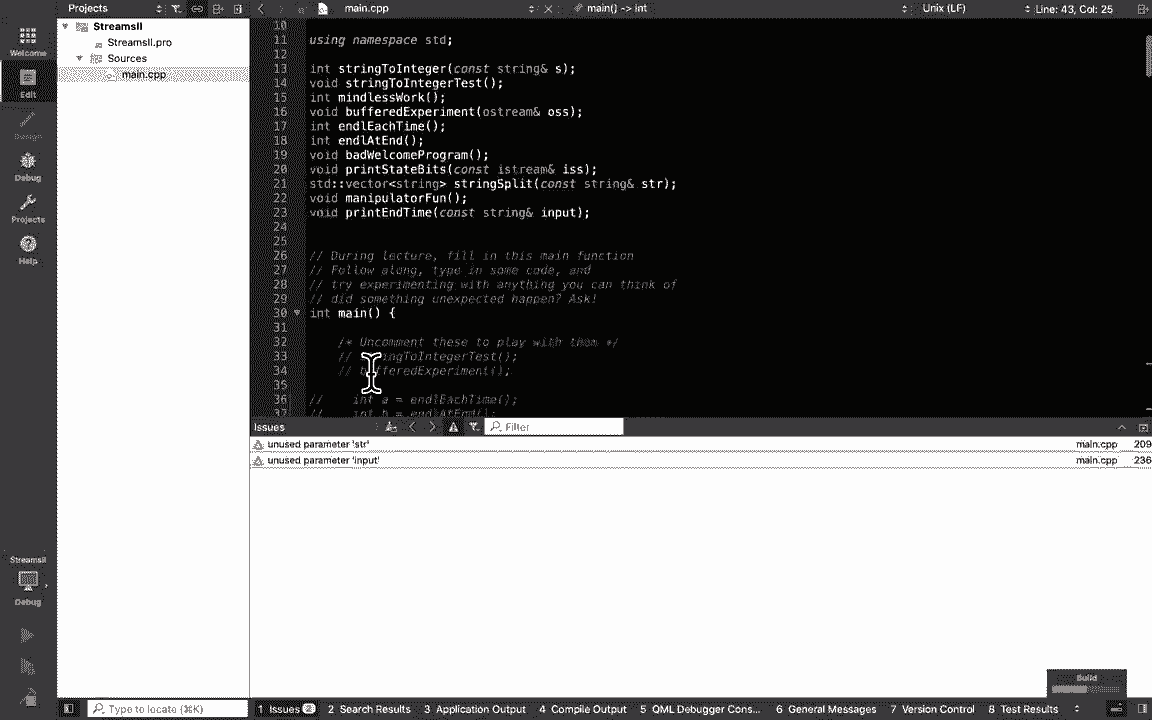 Projects
main.cpp
main() -> int
Unix (LF)
Line: 43, Col: 25
Welcome
Edit
Design
Debug
Projects
Help
StreamsII
Debug
StreamsII
StreamsII.pro
Sources
main.cpp
10
11 using namespace std;
12
13 int stringToInteger(const string& s);
14 void stringToIntegerTest();
15 int mindlessWork();
16 void bufferedExperiment(ostream& oss);
17 int endlEachTime();
18 int endlAtEnd();
19 void badWelcomeProgram();
20 void printStateBits(const istream& iss);
21 std::vector<string> stringSplit(const string& str);
22 void manipulatorFun();
23 void printEndTime(const string& input);
24
25
26 // During lecture, fill in this main function
27 // Follow along, type in some code, and
28 // try experimenting with anything you can think of
29 // did something unexpected happen? Ask!
30 int main() {
31
32 /* Uncomment these to play with them */
33 // stringToIntegerTest();
34 // bufferedExperiment();
35
36 // int a = endlEachTime();
37 // int b = endlAtEnd();
Issues
Filter
unused parameter 'str' main.cpp 209
unused parameter 'input' main.cpp 236
Build
Type to locate (⌘K)
1 Issues 2
2 Search Results
3 Application Output
4 Compile Output
5 QML Debugger Cons...
6 General Messages
7 Version Control
8 Test Results